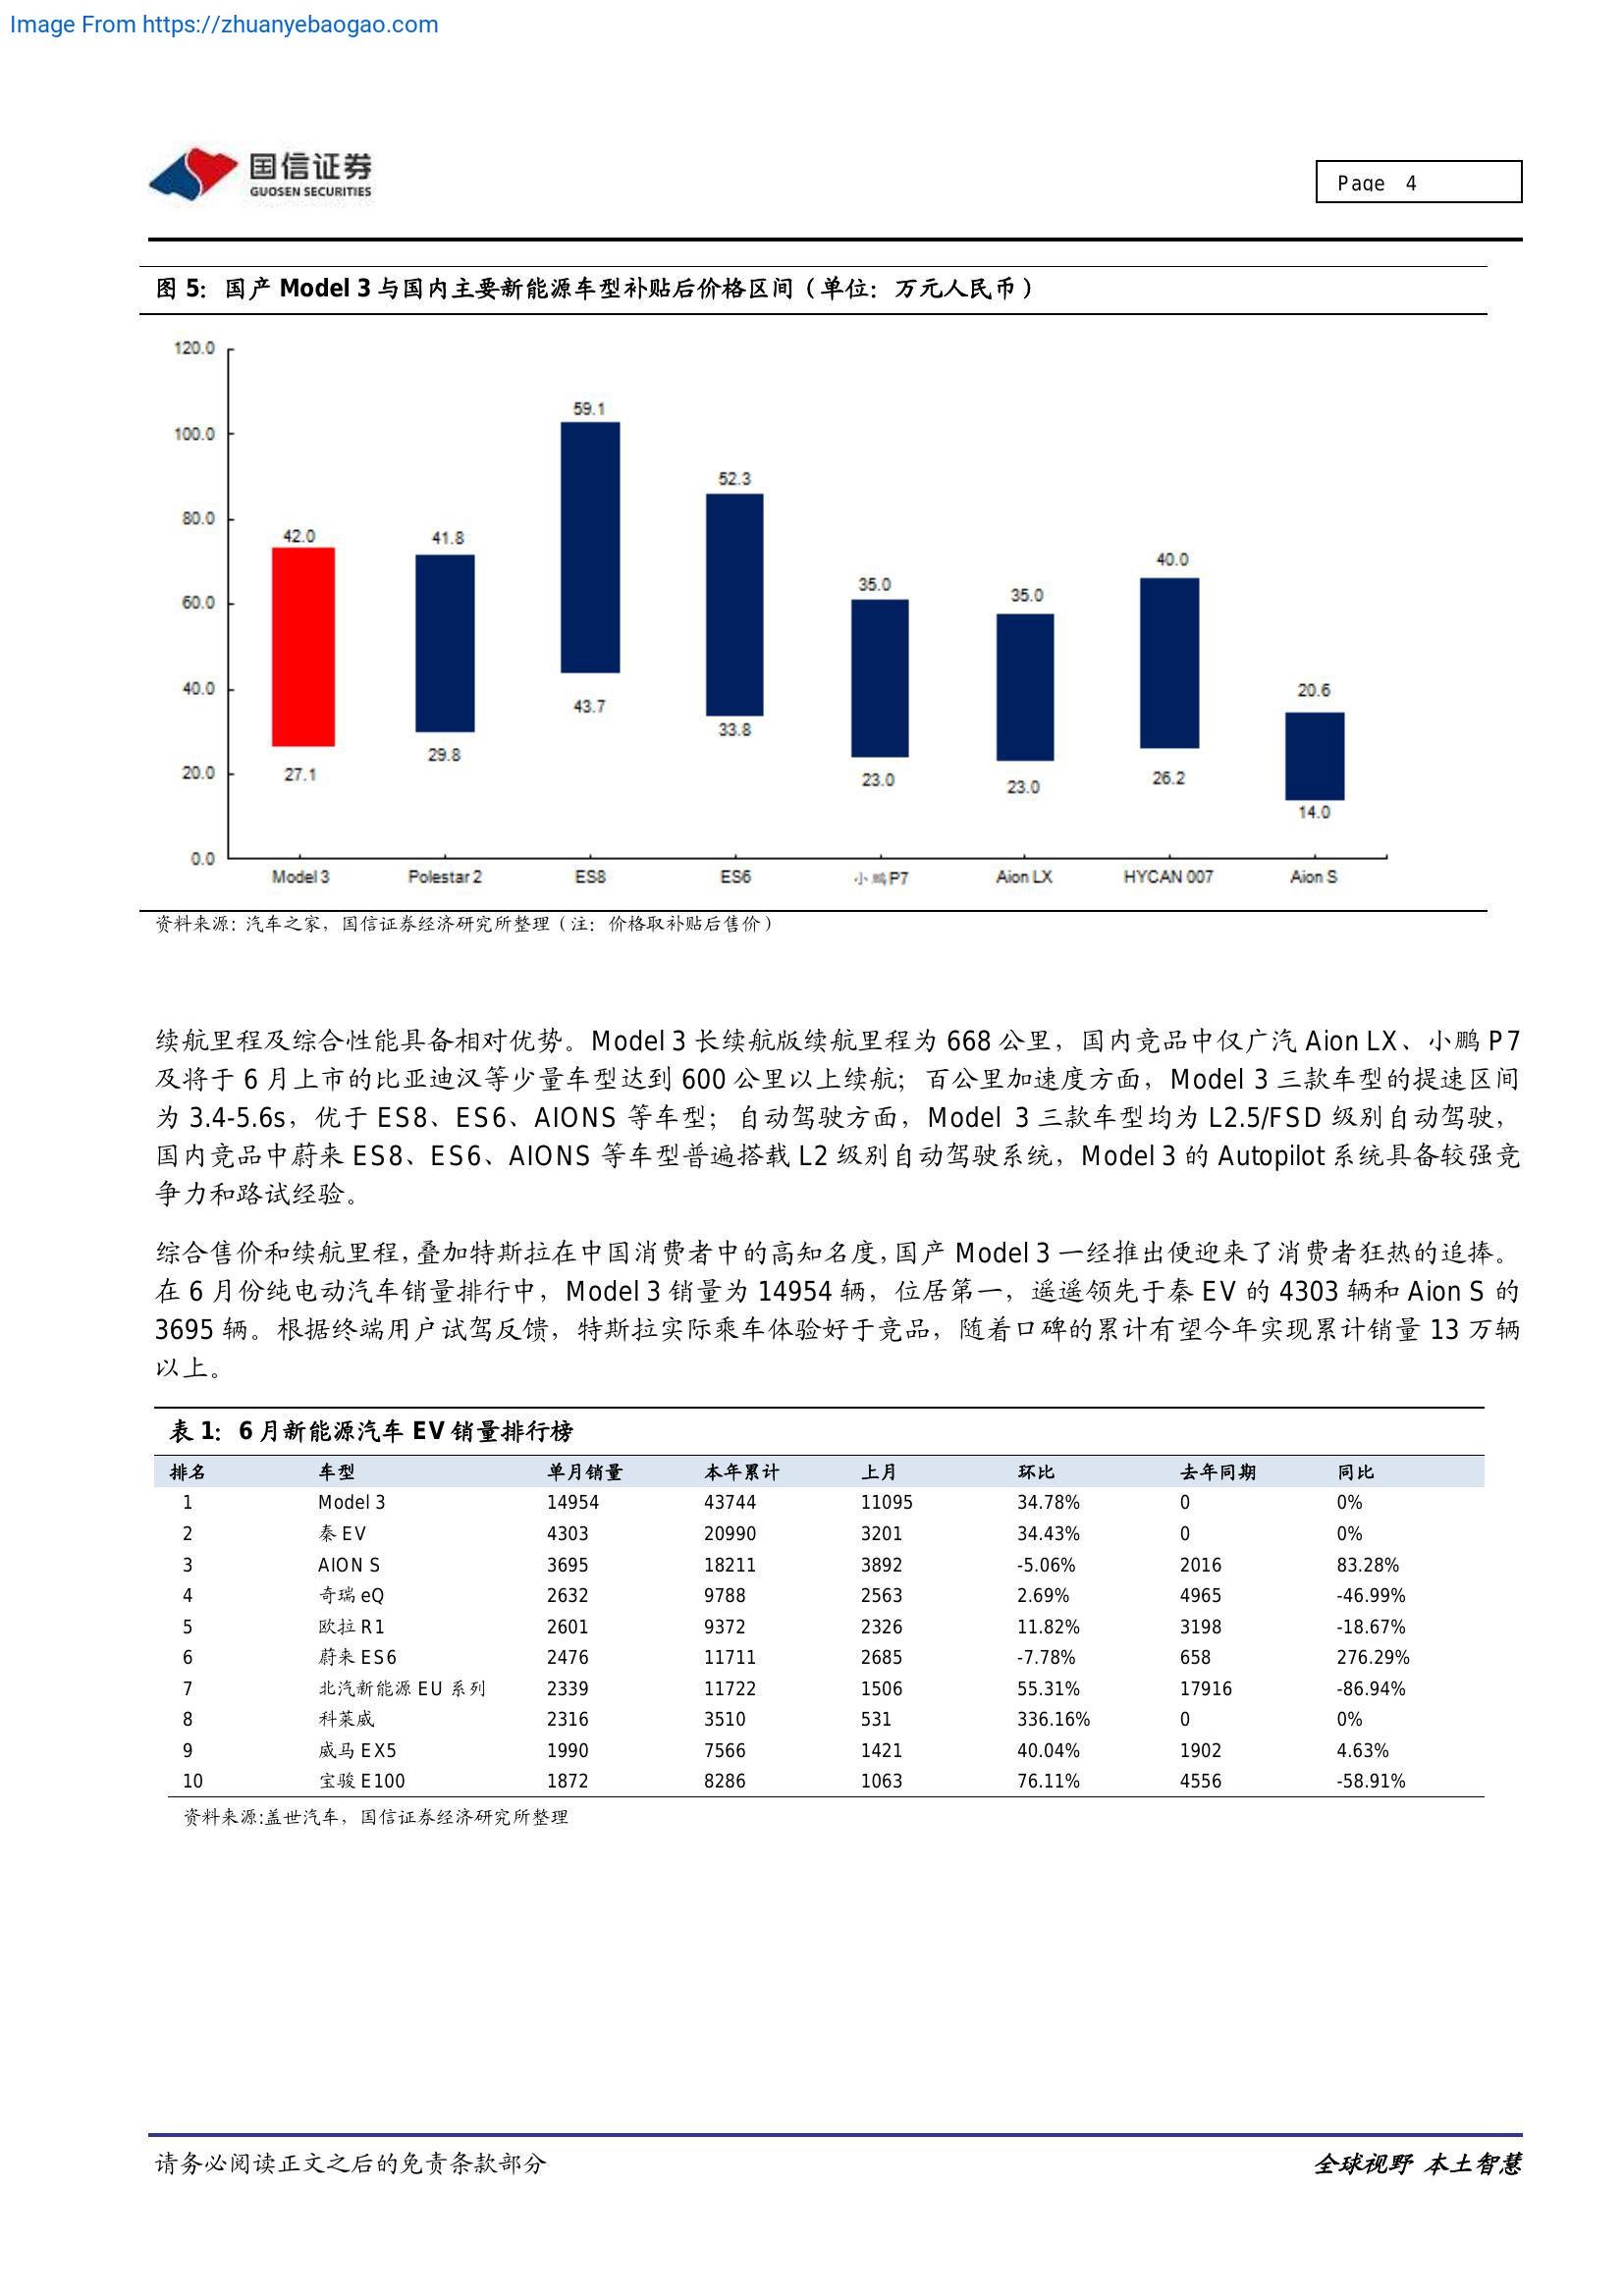 Image From https://zhuanyebaogao.com
国信证券
GUOSEN SECURITIES
Page 4
图 5：国产 Model 3 与国内主要新能源车型补贴后价格区间（单位：万元人民币）
120.0
100.0
80.0
60.0
40.0
20.0
0.0
42.0 41.8 59.1 52.3 35.0 35.0 40.0 20.6
27.1 29.8 43.7 33.8 23.0 23.0 26.2 14.0
Model 3 Polestar 2 ES8 ES6 小鹏 P7 Aion LX HYCAN 007 Aion S
资料来源：汽车之家，国信证券经济研究所整理（注：价格取补贴后售价）
续航里程及综合性能具备相对优势。Model 3 长续航版续航里程为 668 公里，国内竞品中仅广汽 Aion LX、小鹏 P7
及将于 6 月上市的比亚迪汉等少量车型达到 600 公里以上续航；百公里加速度方面，Model 3 三款车型的提速区间
为 3.4-5.6s，优于 ES8、ES6、AIONS 等车型；自动驾驶方面，Model 3 三款车型均为 L2.5/FSD 级别自动驾驶，
国内竞品中蔚来 ES8、ES6、AIONS 等车型普遍搭载 L2 级别自动驾驶系统，Model 3 的 Autopilot 系统具备较强竞
争力和路试经验。
综合售价和续航里程，叠加特斯拉在中国消费者中的高知名度，国产 Model 3 一经推出便迎来了消费者狂热的追捧。
在 6 月份纯电动汽车销量排行中，Model 3 销量为 14954 辆，位居第一，遥遥领先于秦 EV 的 4303 辆和 Aion S 的
3695 辆。根据终端用户试驾反馈，特斯拉实际乘车体验好于竞品，随着口碑的累计有望今年实现累计销量 13 万辆
以上。
表 1：6 月新能源汽车 EV 销量排行榜
排名 车型 单月销量 本年累计 上月 环比 去年同期 同比
1 Model 3 14954 43744 11095 34.78% 0 0%
2 秦 EV 4303 20990 3201 34.43% 0 0%
3 AION S 3695 18211 3892 -5.06% 2016 83.28%
4 奇瑞 eQ 2632 9788 2563 2.69% 4965 -46.99%
5 欧拉 R1 2601 9372 2326 11.82% 3198 -18.67%
6 蔚来 ES6 2476 11711 2685 -7.78% 658 276.29%
7 北汽新能源 EU 系列 2339 11722 1506 55.31% 17916 -86.94%
8 科莱威 2316 3510 531 336.16% 0 0%
9 威马 EX5 1990 7566 1421 40.04% 1902 4.63%
10 宝骏 E100 1872 8286 1063 76.11% 4556 -58.91%
资料来源:盖世汽车，国信证券经济研究所整理
请务必阅读正文之后的免责条款部分
全球视野 本土智慧